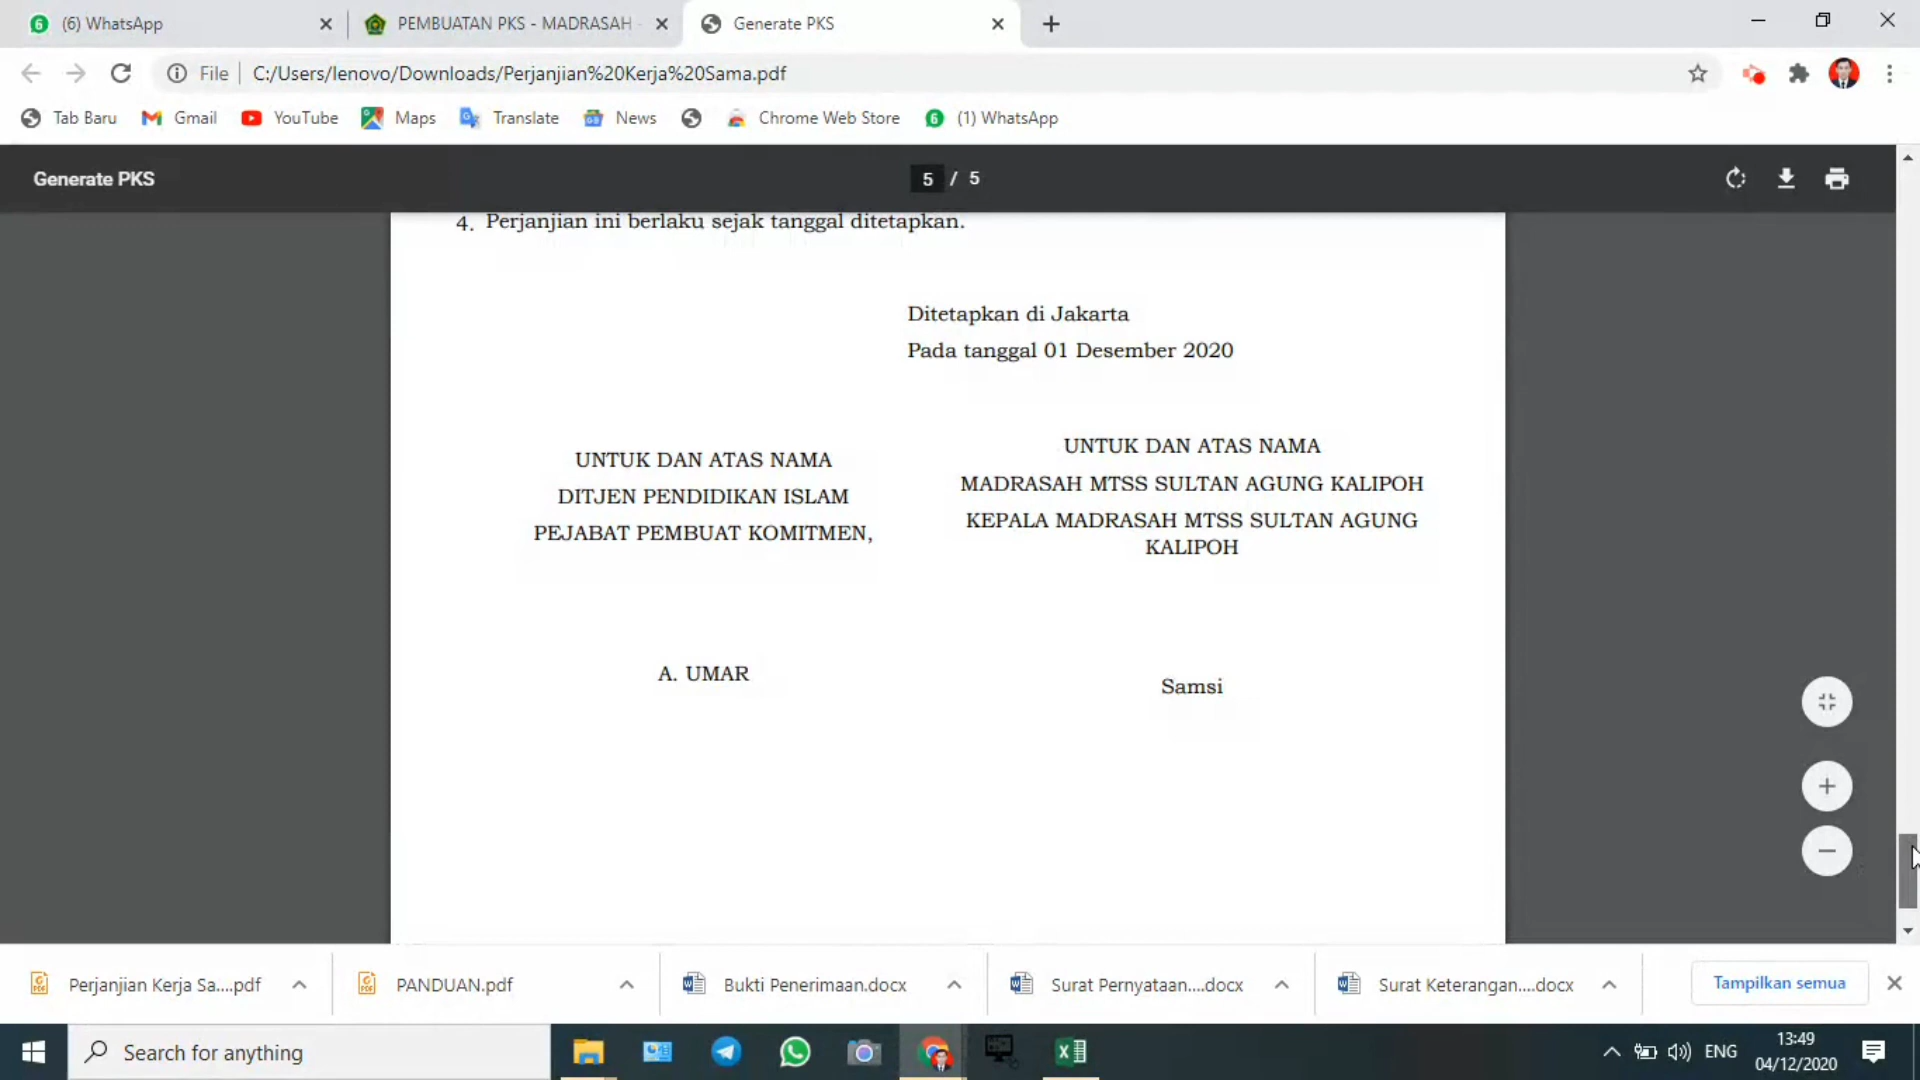 (6) WhatsApp
PEMBUATAN PKS - MADRASAH
Generate PKS
File
C:/Users/lenovo/Downloads/Perjanjian%20Kerja%20Sama.pdf
Tab Baru
Gmail
YouTube
Maps
Translate
News
Chrome Web Store
(1) WhatsApp
Generate PKS
5 / 5
4. Perjanjian ini berlaku sejak tanggal ditetapkan.
Ditetapkan di Jakarta
Pada tanggal 01 Desember 2020
UNTUK DAN ATAS NAMA
DITJEN PENDIDIKAN ISLAM
PEJABAT PEMBUAT KOMITMEN,
A. UMAR
UNTUK DAN ATAS NAMA
MADRASAH MTSS SULTAN AGUNG KALIPOH
KEPALA MADRASAH MTSS SULTAN AGUNG
KALIPOH
Samsi
Perjanjian Kerja Sa....pdf
PANDUAN.pdf
Bukti Penerimaan.docx
Surat Pernyataan....docx
Surat Keterangan....docx
Tampilkan semua
Search for anything
ENG
13:49
04/12/2020